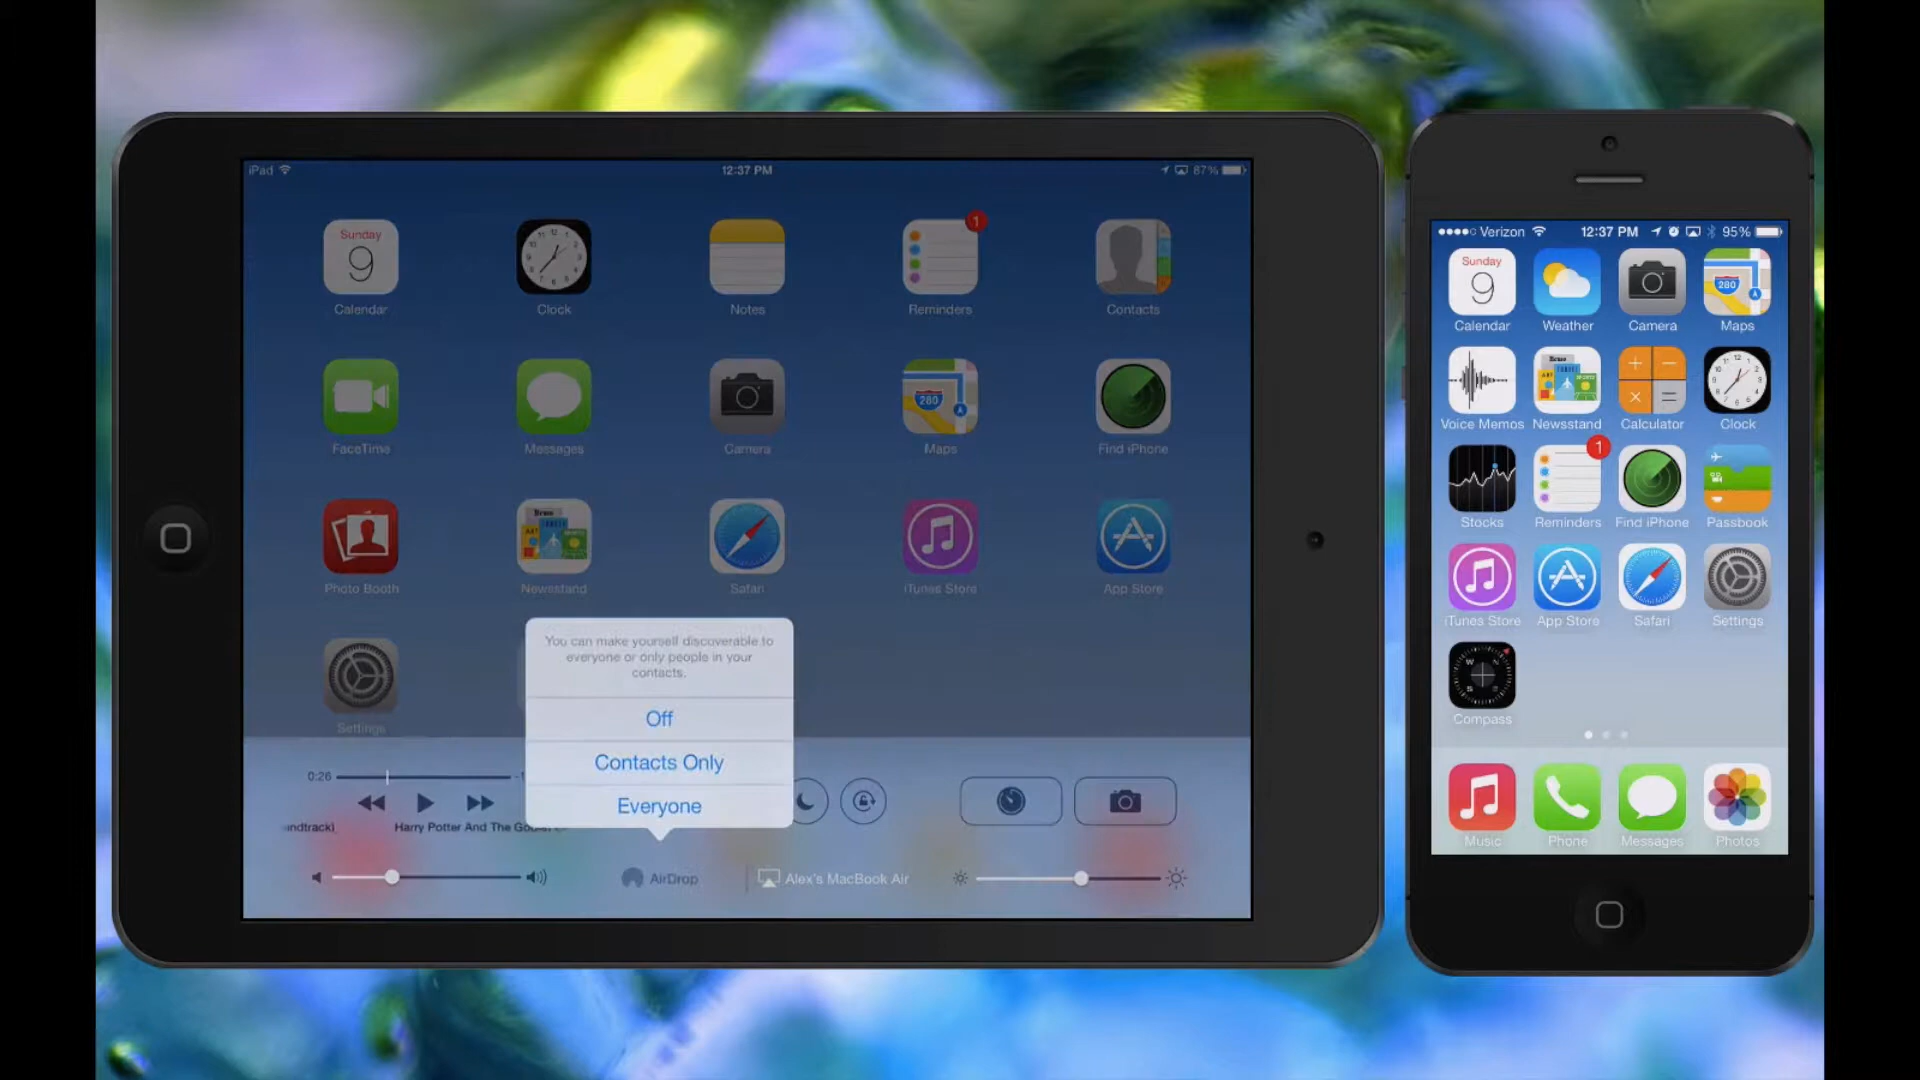 iPad
12:37 PM
87%
Sunday
9
1
Calendar
Clock
Notes
Reminders
Contacts
280
FaceTime
Messages
Camera
Maps
Find iPhone
Photo Booth
Newsstand
Safari
iTunes Store
App Store
Settings
You can make yourself discoverable to
everyone or only people in your
contacts.
Off
Contacts Only
Everyone
0:26
ndtrack]
Harry Potter And The
AirDrop
Alex's MacBook Air
Verizon
12:37 PM
95%
Sunday
9
280
Calendar
Weather
Camera
Maps
Voice Memos
Newsstand
Calculator
Clock
1
Stocks
Reminders
Find iPhone
Passbook
iTunes Store
App Store
Safari
Settings
Compass
Music
Phone
Messages
Photos